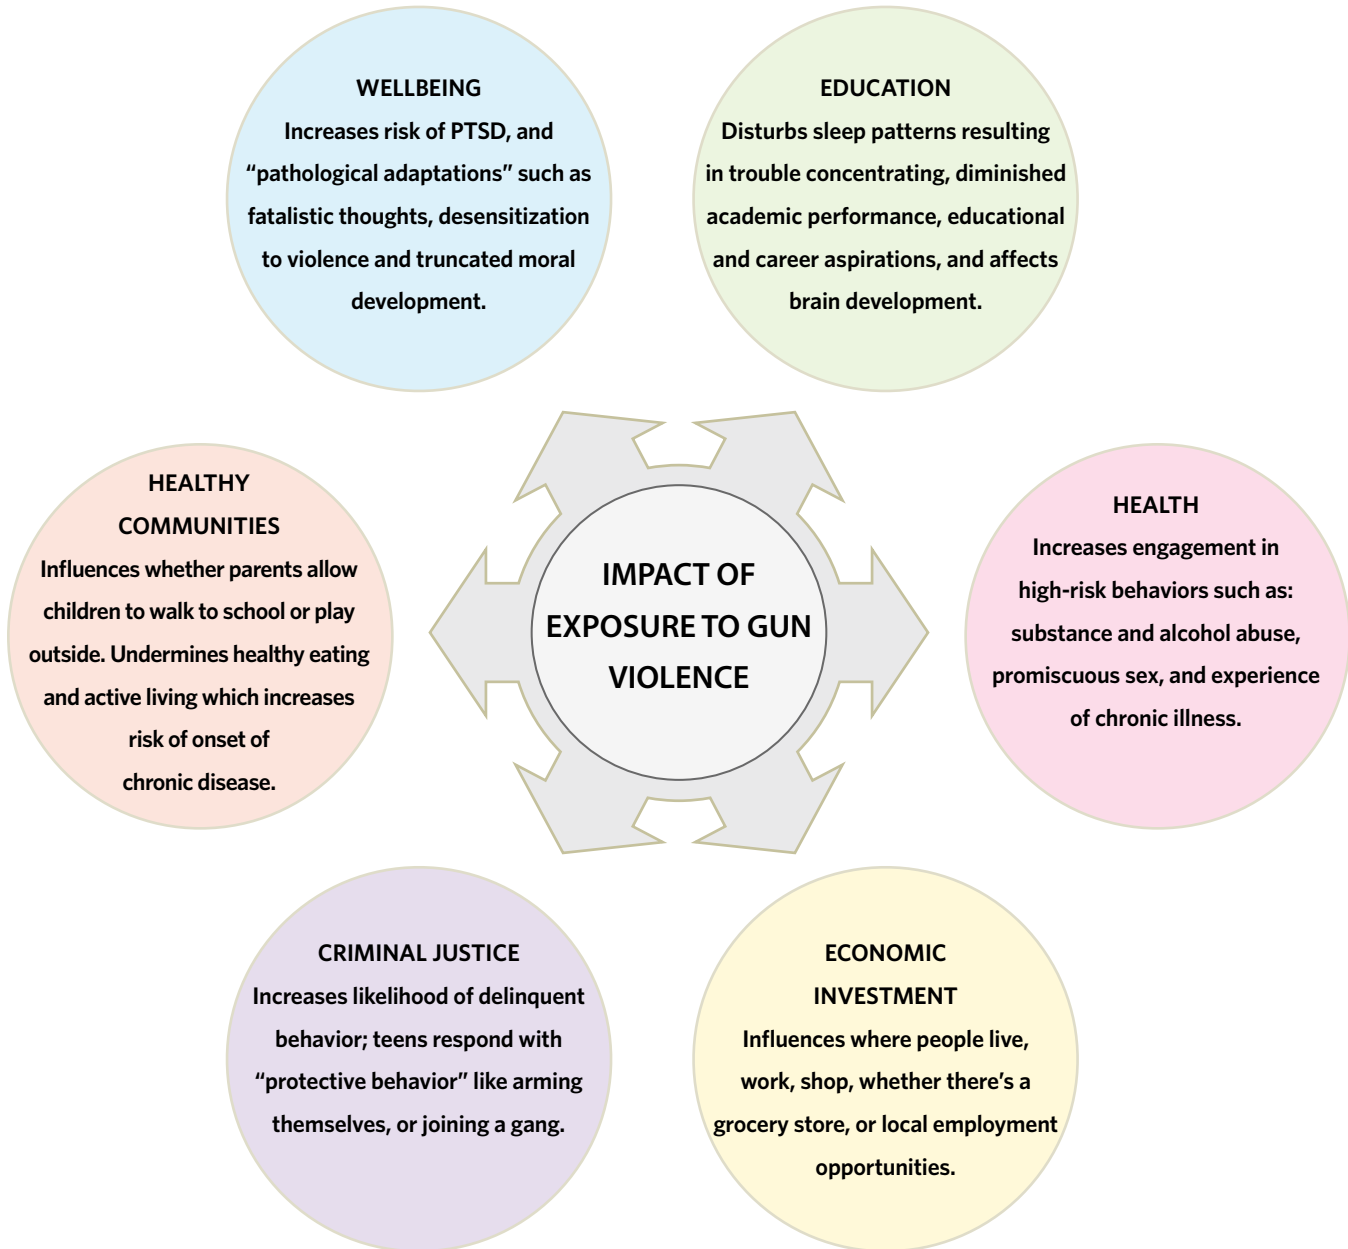 WELLBEING
Increases risk of PTSD, and
“pathological adaptations” such as
fatalistic thoughts, desensitization
to violence and truncated moral
development.
EDUCATION
Disturbs sleep patterns resulting
in trouble concentrating, diminished
academic performance, educational
and career aspirations, and affects
brain development.
HEALTHY
COMMUNITIES
Influences whether parents allow
children to walk to school or play
outside. Undermines healthy eating
and active living which increases
risk of onset of
chronic disease.
IMPACT OF
EXPOSURE TO GUN
VIOLENCE
HEALTH
Increases engagement in
high-risk behaviors such as:
substance and alcohol abuse,
promiscuous sex, and experience
of chronic illness.
CRIMINAL JUSTICE
Increases likelihood of delinquent
behavior; teens respond with
“protective behavior” like arming
themselves, or joining a gang.
ECONOMIC
INVESTMENT
Influences where people live,
work, shop, whether there’s a
grocery store, or local employment
opportunities.